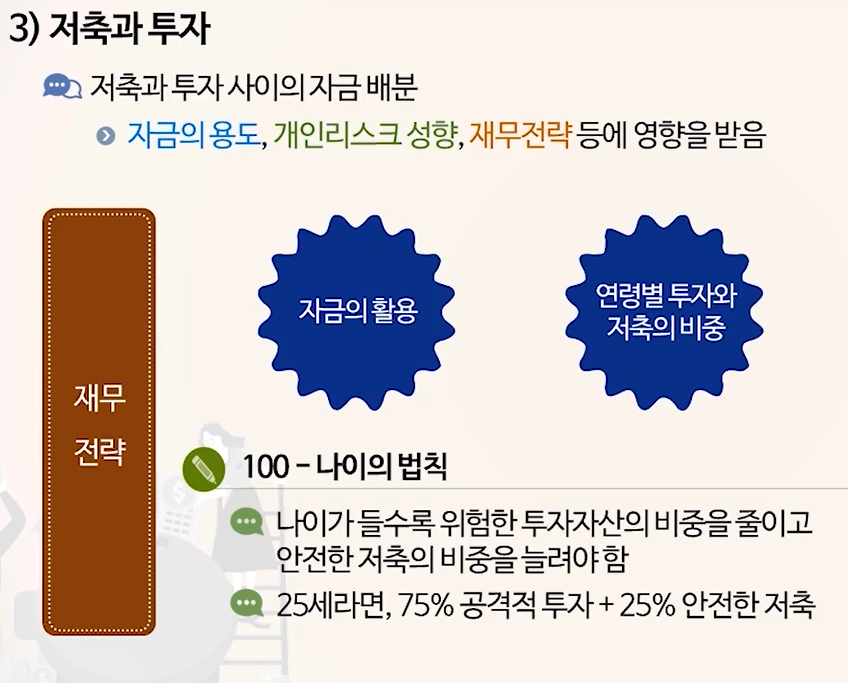 3) 저축과 투자
저축과 투자 사이의 자금 배분
자금의 용도, 개인리스크 성향, 재무전략 등에 영향을 받음
재무
전략
자금의 활용
연령별 투자와
저축의 비중
100 – 나이의 법칙
나이가 들수록 위험한 투자자산의 비중을 줄이고
안전한 저축의 비중을 늘려야 함
25세라면, 75% 공격적 투자 + 25% 안전한 저축